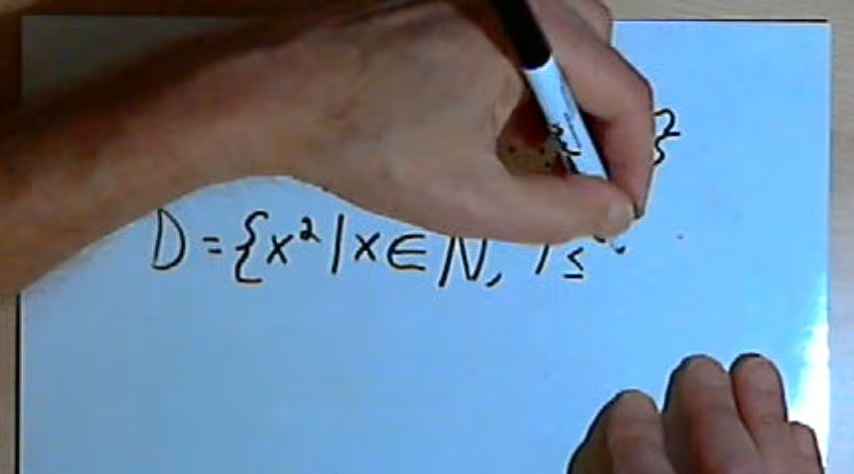 }
D = {x² | x ∈ N, 1 ≤